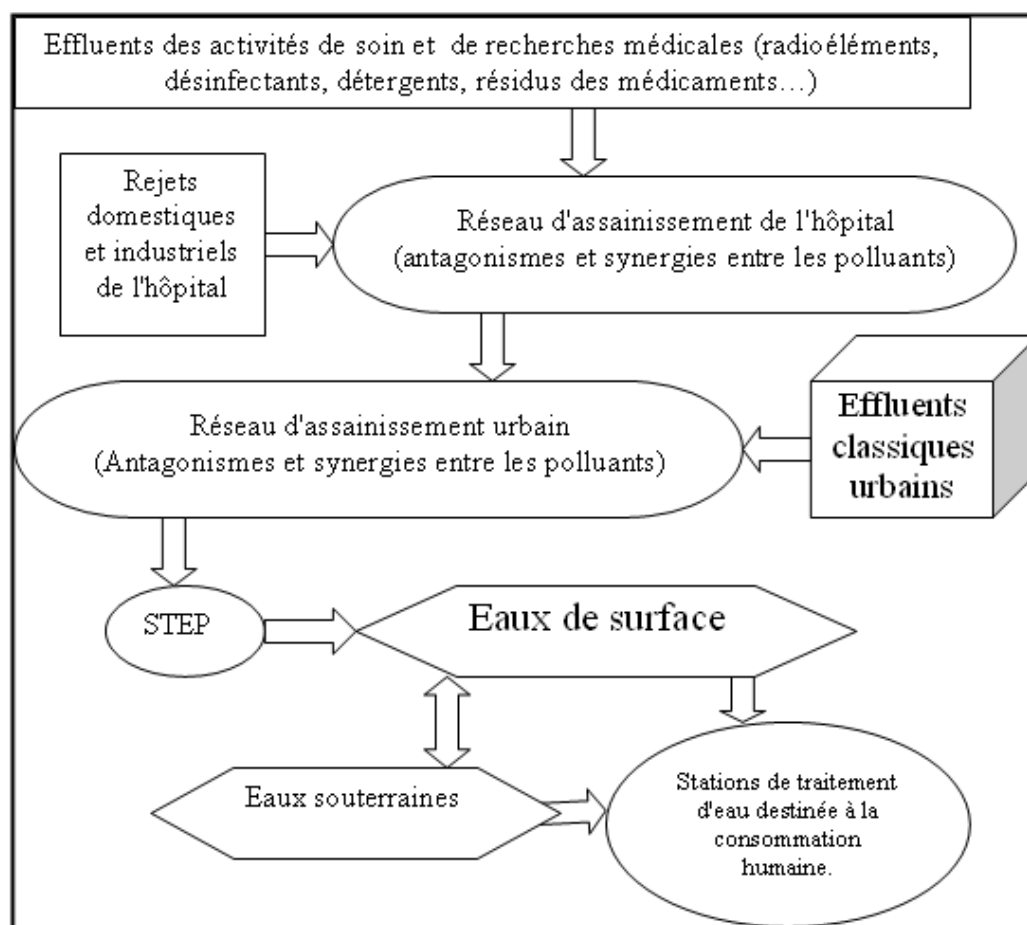 Effluents des activités de soin et de recherches médicales (radioéléments,
désinfectants, détergents, résidus des médicaments…)
Rejets
domestiques
et industriels
de l'hôpital
Réseau d'assainissement de l'hôpital
(antagonismes et synergies entre les polluants)
Réseau d'assainissement urbain
(Antagonismes et synergies entre les polluants)
Effluents
classiques
urbains
STEP
Eaux de surface
Eaux souterraines
Stations de traitement
d'eau destinée à la
consommation
humaine.